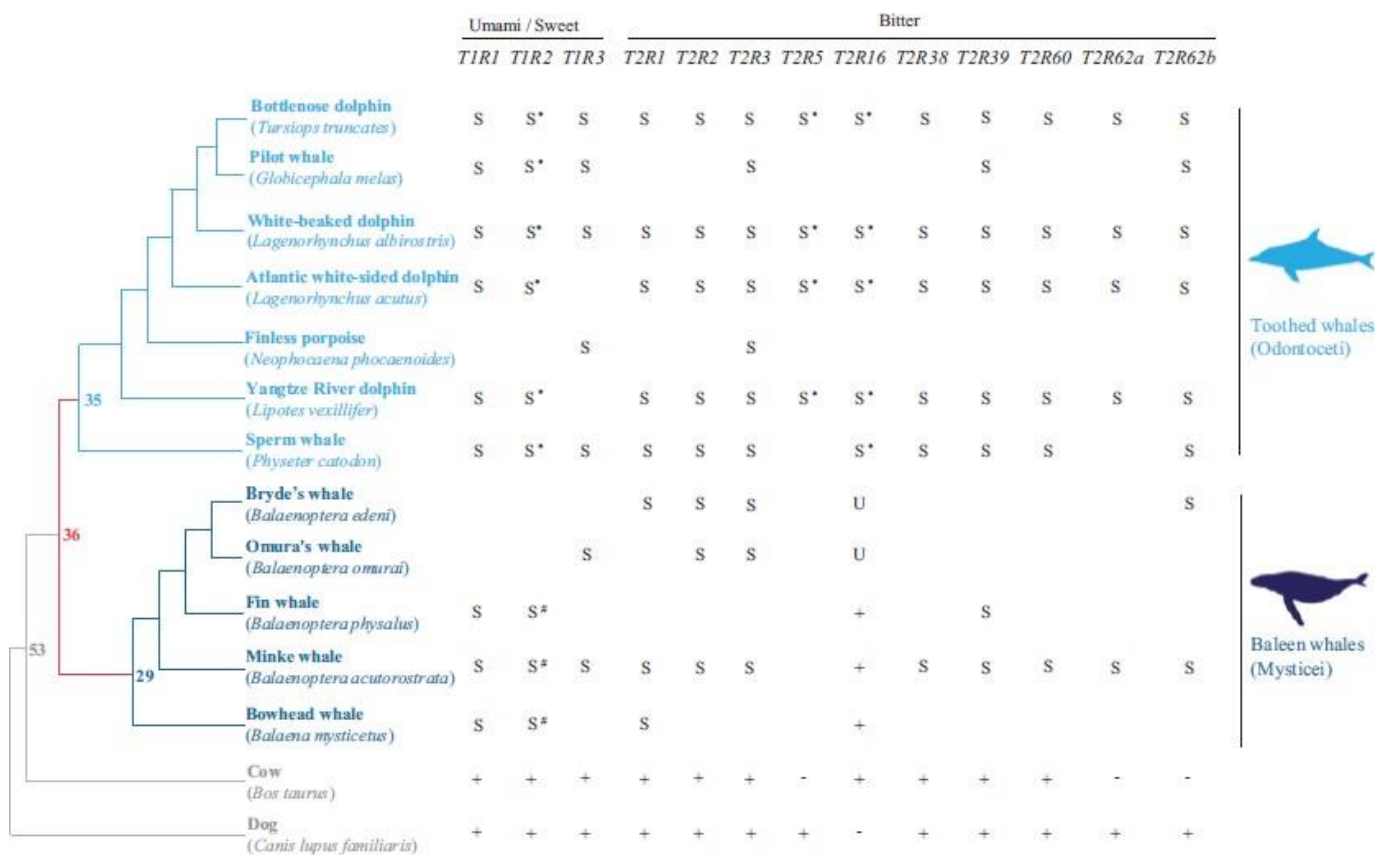 Umami / Sweet Bitter
T1R1 T1R2 T1R3 T2R1 T2R2 T2R3 T2R5 T2R16 T2R38 T2R39 T2R60 T2R62a T2R62b
Bottlenose dolphin
(Tursiops truncates) S S* S S S S S* S* S S S S S
Pilot whale
(Globicephala melas) S S* S S S S
White-beaked dolphin
(Lagenorhynchus albirostris) S S* S S S S S* S* S S S S S
Atlantic white-sided dolphin
(Lagenorhynchus acutus) S S* S S S S* S* S S S S S
Finless porpoise
(Neophocaena phocaenoides) S S
Yangtze River dolphin
(Lipotes vexillifer) S S* S S S S* S* S S S S S
35
Sperm whale
(Physeter catodon) S S* S S S S S* S S S S
Toothed whales
(Odontoceti)
Bryde's whale
(Balaenoptera edeni) S S S U S
36
Omura's whale
(Balaenoptera omurai) S S S U
Fin whale
(Balaenoptera physalus) S S# + S
53
Minke whale
(Balaenoptera acutorostrata) S S# S S S S + S S S S S
29
Bowhead whale
(Balaena mysticetus) S S# S +
Baleen whales
(Mysticei)
Cow
(Bos taurus) + + + + + + - + + + + - -
Dog
(Canis lupus familiaris) + + + + + + + - + + + + +